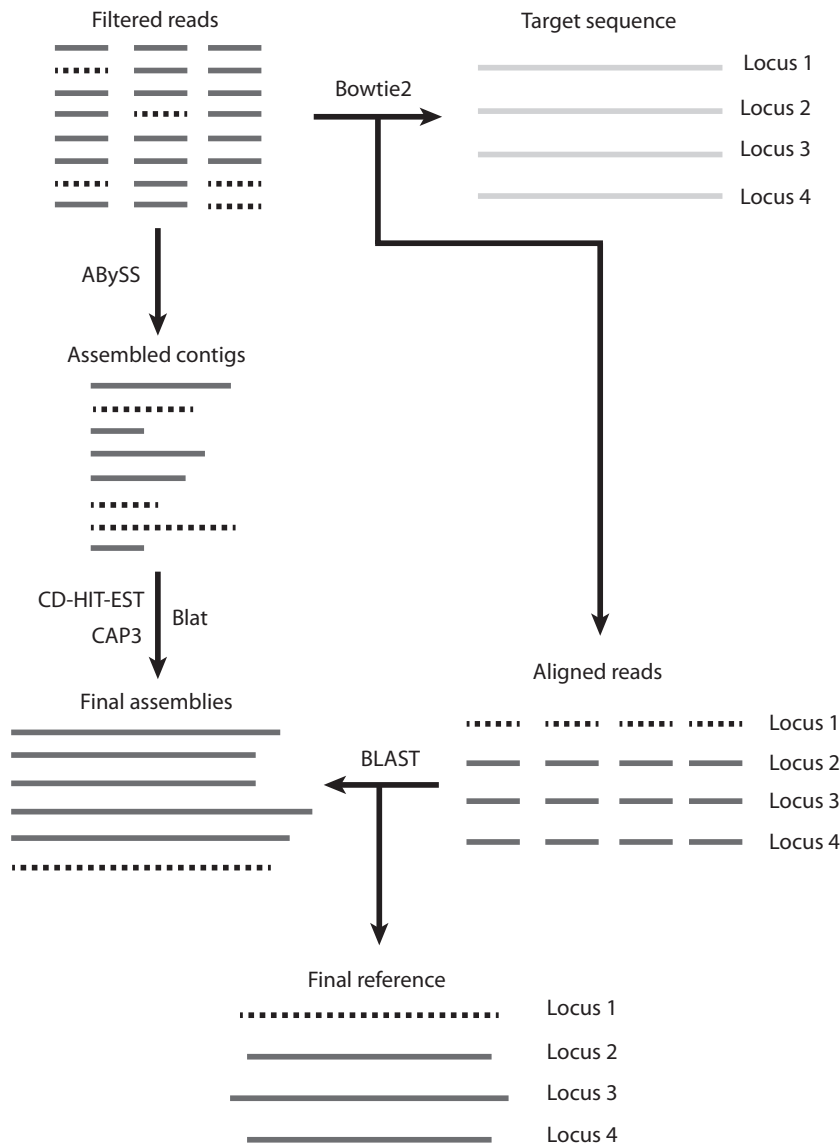 Filtered reads
Target sequence
Locus 1
Bowtie2
Locus 2
Locus 3
Locus 4
ABySS
Assembled contigs
CD-HIT-EST
Blat
CAP3
Aligned reads
Final assemblies
Locus 1
BLAST
Locus 2
Locus 3
Locus 4
Final reference
Locus 1
Locus 2
Locus 3
Locus 4